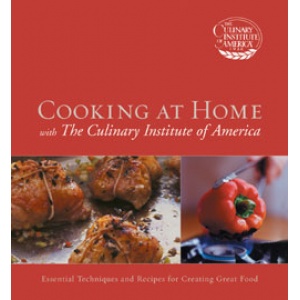 THE
CULINARY
INSTITUTE
OF
AMERICA
COOKING AT HOME
with The Culinary Institute of America
Essential Techniques and Recipes for Creating Great Food